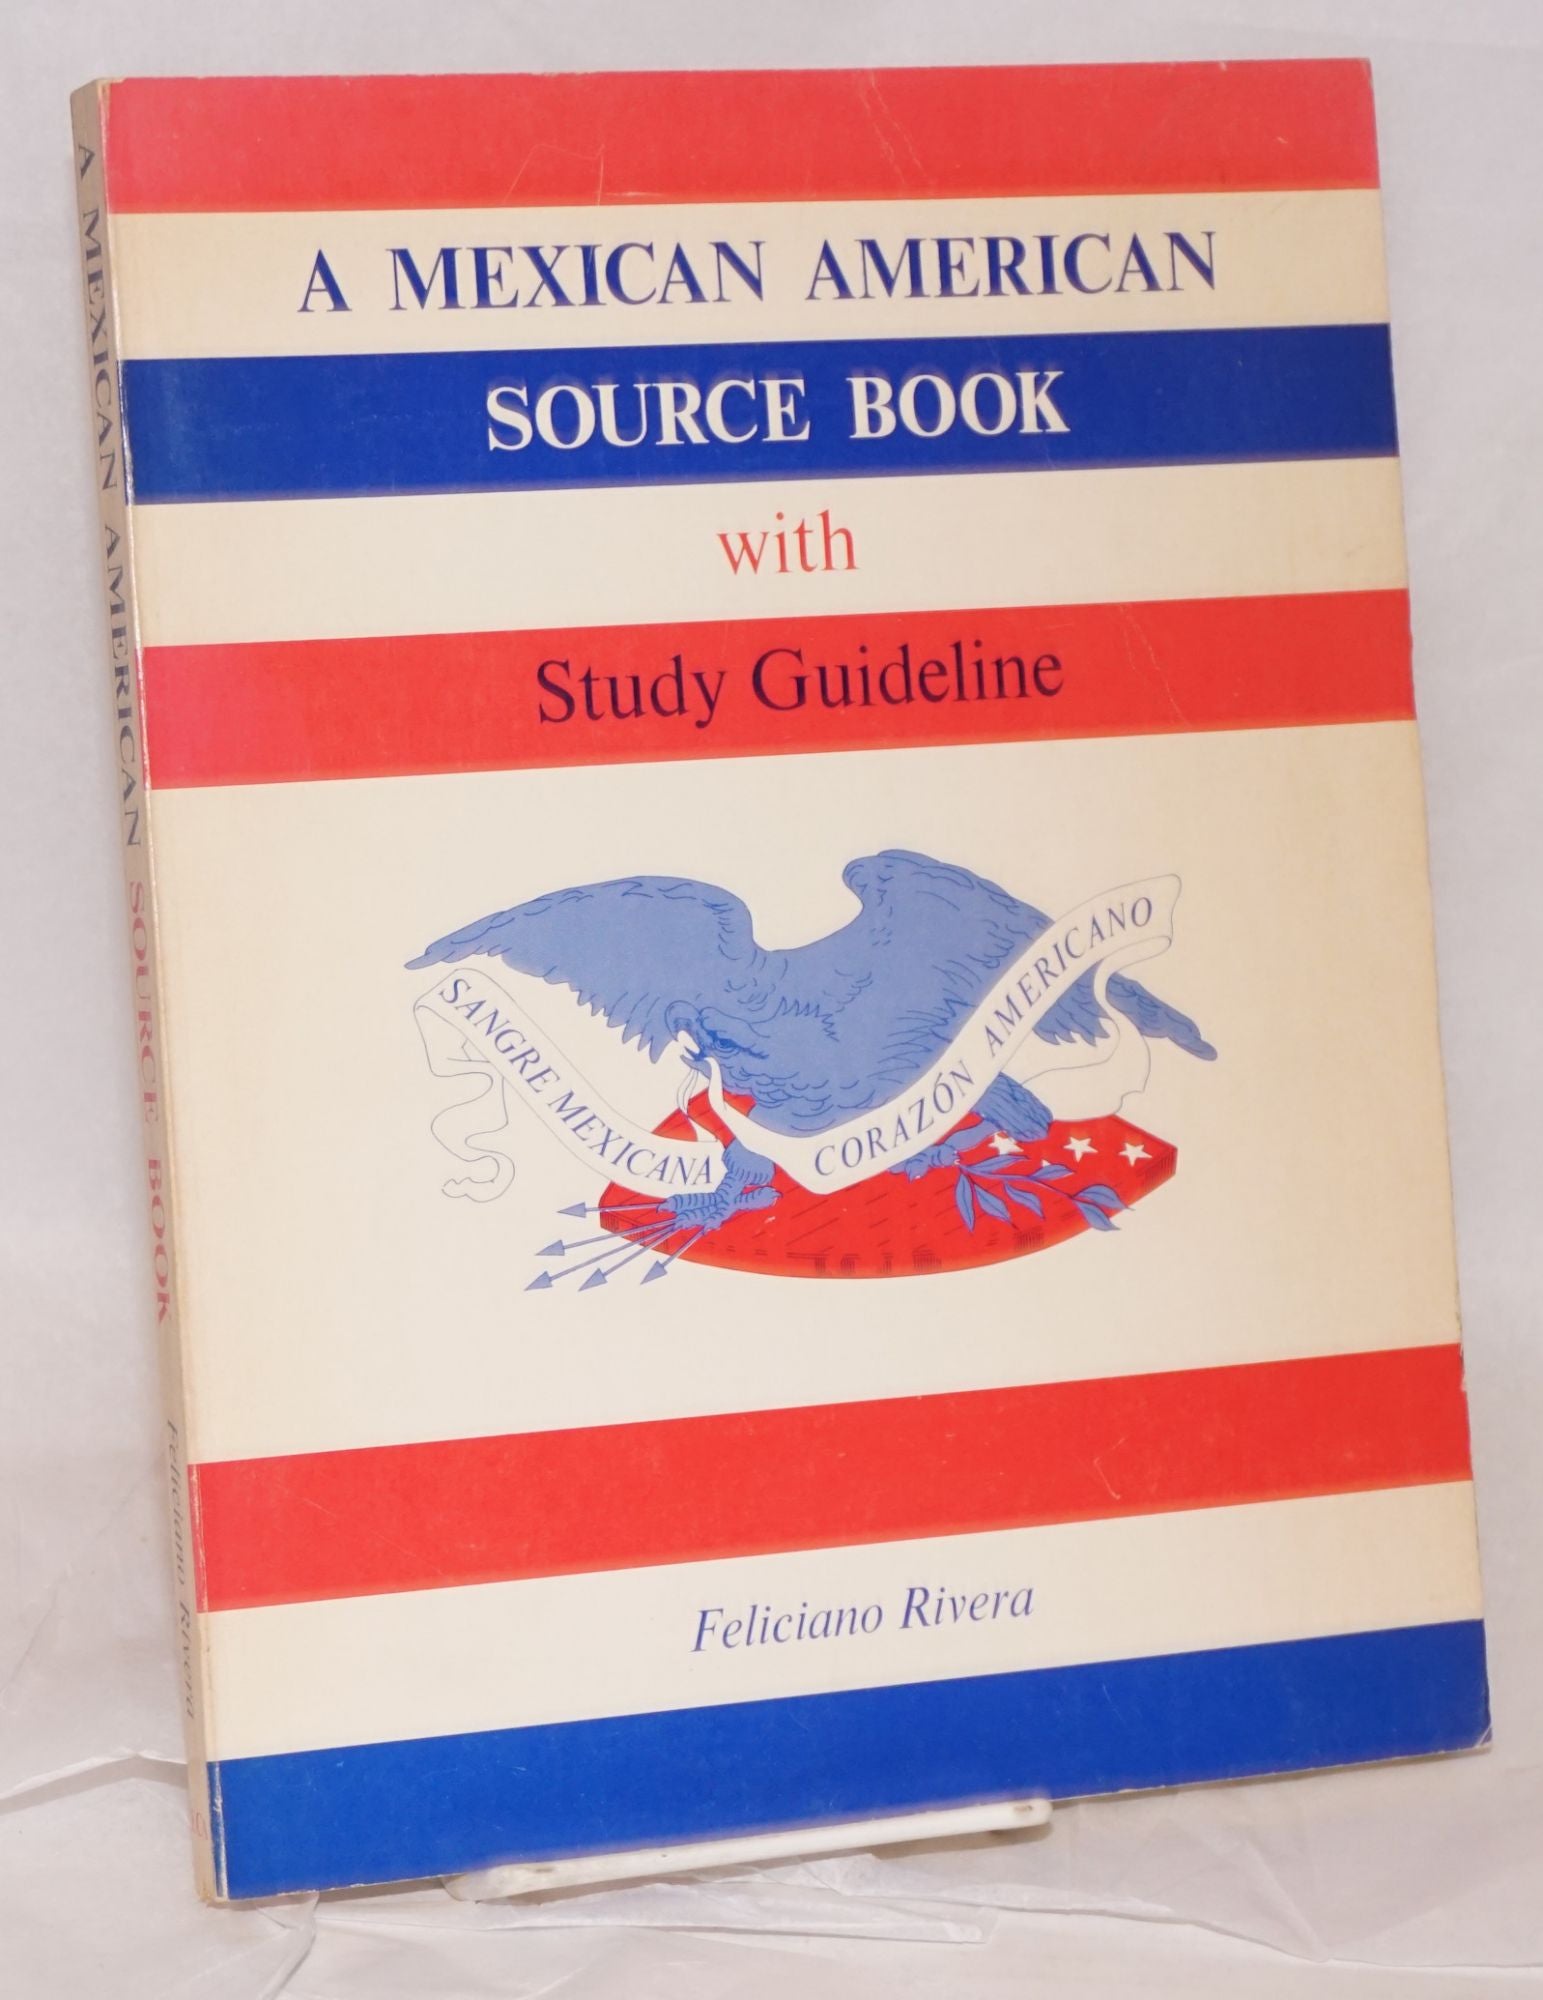 A MEXICAN AMERICAN
SOURCE BOOK
with
Study Guideline
SANGRE MEXICANA
CORAZÓN AMERICANO
Feliciano Rivera
A MEXICAN AMERICAN SOURCE BOOK Feliciano Rivera